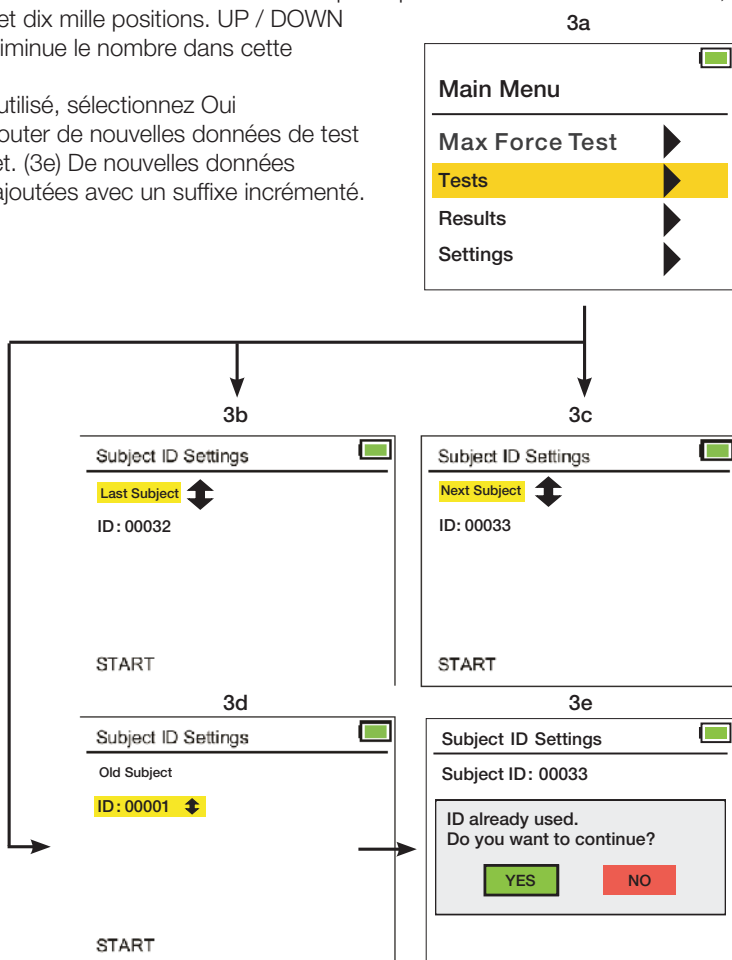 et dix mille positions. UP / DOWN
iminue le nombre dans cette
utilisé, sélectionnez Oui
outer de nouvelles données de test
et. (3e) De nouvelles données
ajoutées avec un suffixe incrémenté.
3a
Main Menu
Max Force Test
Tests
Results
Settings
3b
Subject ID Settings
Last Subject
ID: 00032
START
3c
Subject ID Settings
Next Subject
ID: 00033
START
3d
Subject ID Settings
Old Subject
ID: 00001
START
3e
Subject ID Settings
Subject ID: 00033
ID already used.
Do you want to continue?
YES NO